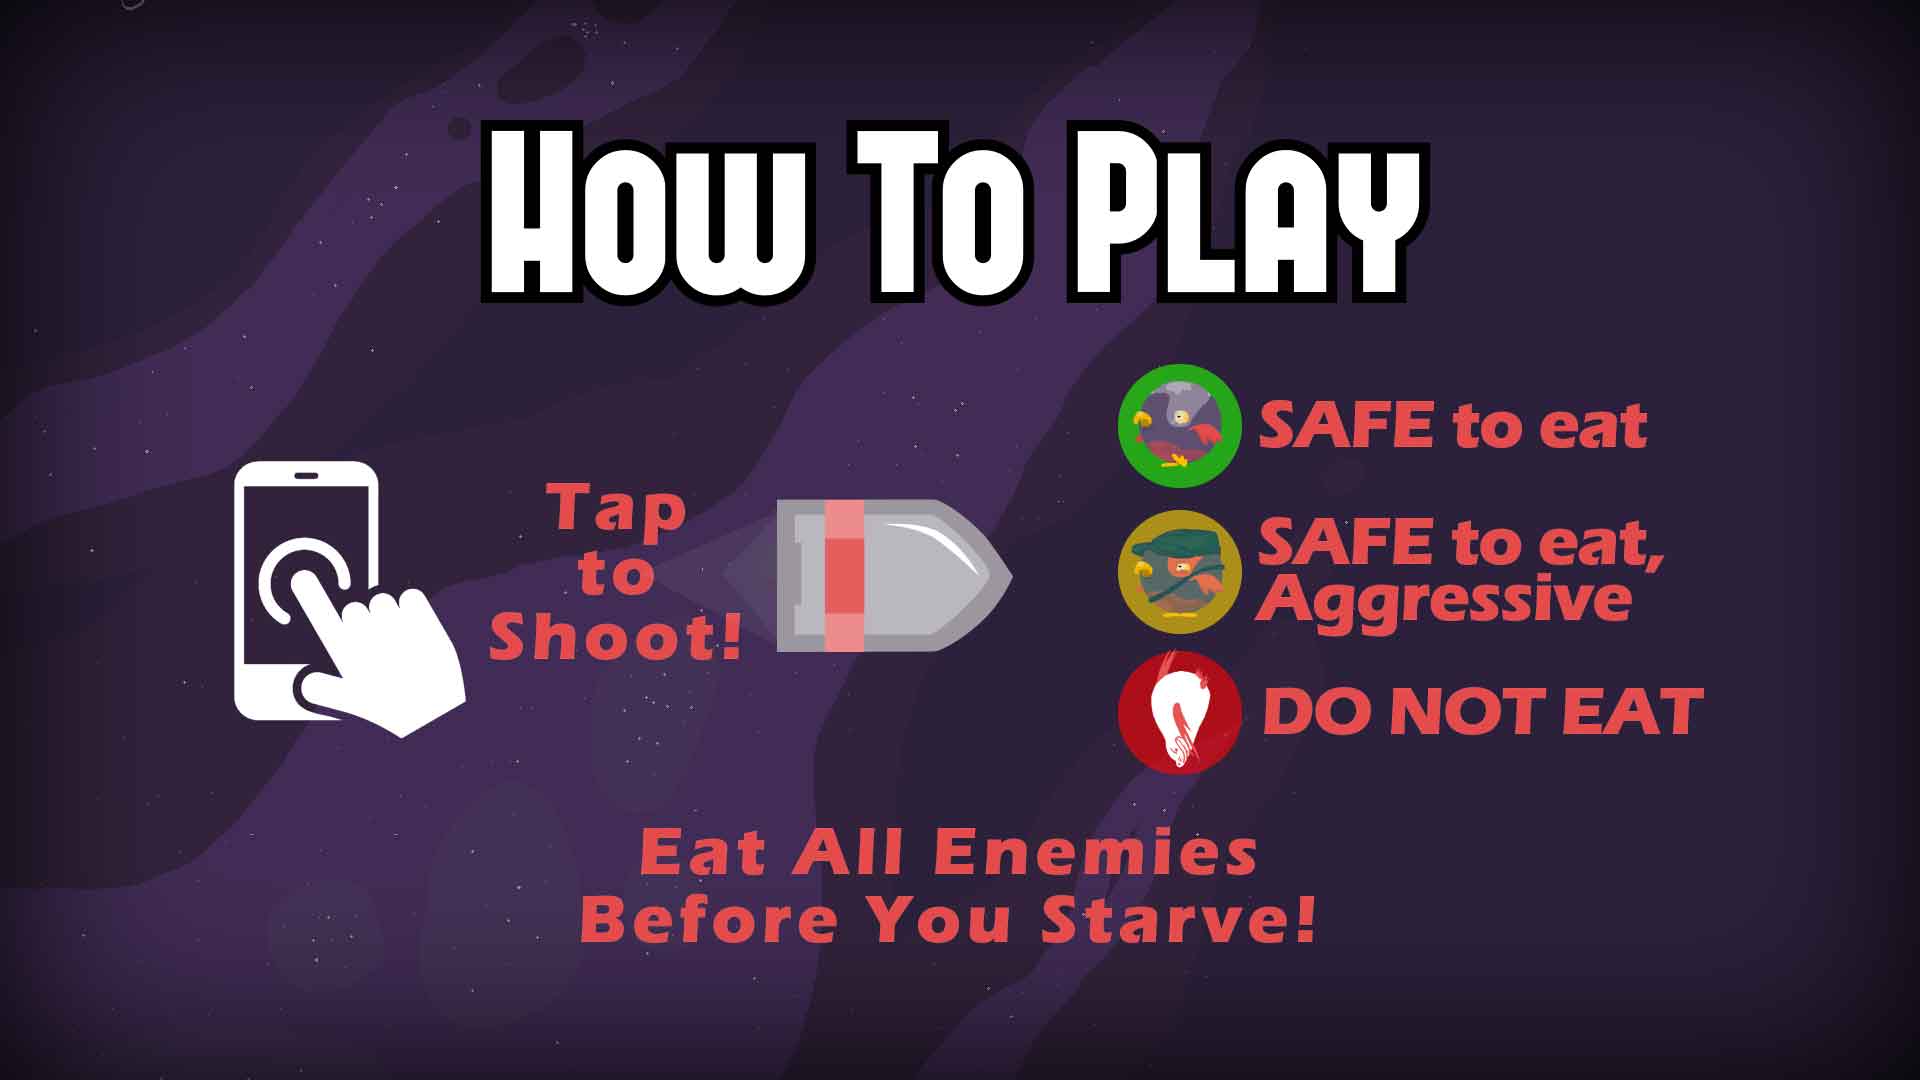 How To Play
Tap
to
Shoot!
SAFE to eat
SAFE to eat,
Aggressive
DO NOT EAT
Eat All Enemies
Before You Starve!